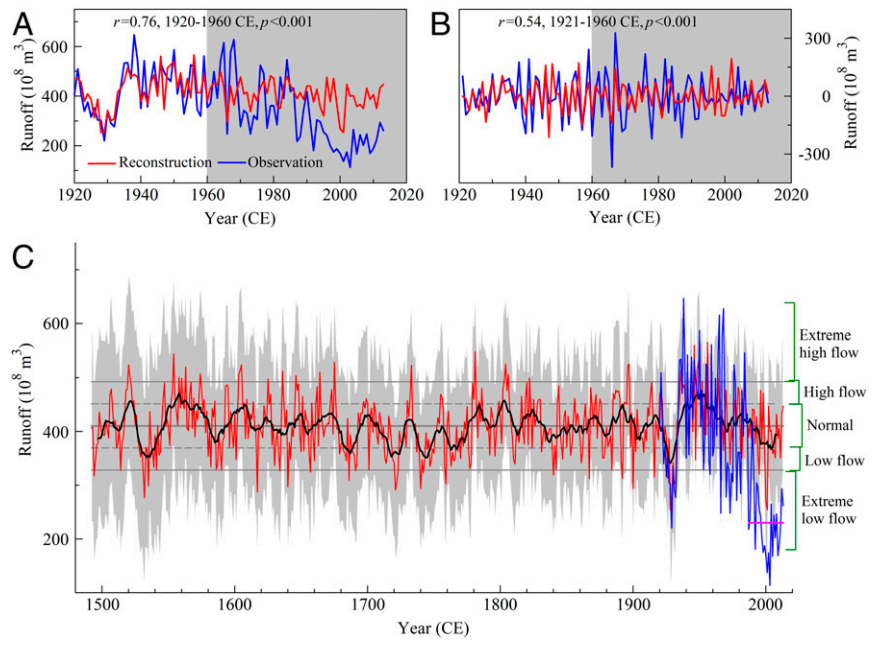 A
r=0.76, 1920-1960 CE, p<0.001
600
400
200
Runoff (10⁸ m³)
Reconstruction
Observation
1920
1940
1960
1980
2000
2020
Year (CE)
B
r=0.54, 1921-1960 CE, p<0.001
300
0
-300
Runoff (10⁸ m³)
1920
1940
1960
1980
2000
2020
Year (CE)
C
600
400
200
Runoff (10⁸ m³)
Extreme
high flow
High flow
Normal
Low flow
Extreme
low flow
1500
1600
1700
1800
1900
2000
Year (CE)